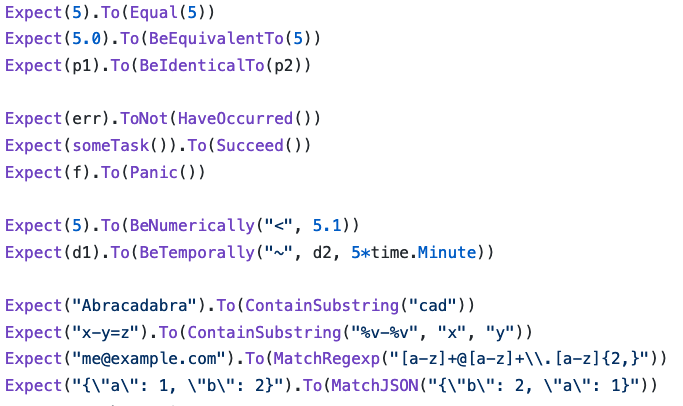 Expect(5).To(Equal(5))
Expect(5.0).To(BeEquivalentTo(5))
Expect(p1).To(BeIdenticalTo(p2))
Expect(err).ToNot(HaveOccurred())
Expect(someTask()).To(Succeed())
Expect(f).To(Panic())
Expect(5).To(BeNumerically("<", 5.1))
Expect(d1).To(BeTemporally("~", d2, 5*time.Minute))
Expect("Abracadabra").To(ContainSubstring("cad"))
Expect("x-y=z").To(ContainSubstring("%v-%v", "x", "y"))
Expect("me@example.com").To(MatchRegexp("[a-z]+@[a-z]+\\.[a-z]{2,}"))
Expect("{\"a\": 1, \"b\": 2}").To(MatchJSON("{\"b\": 2, \"a\": 1}"))